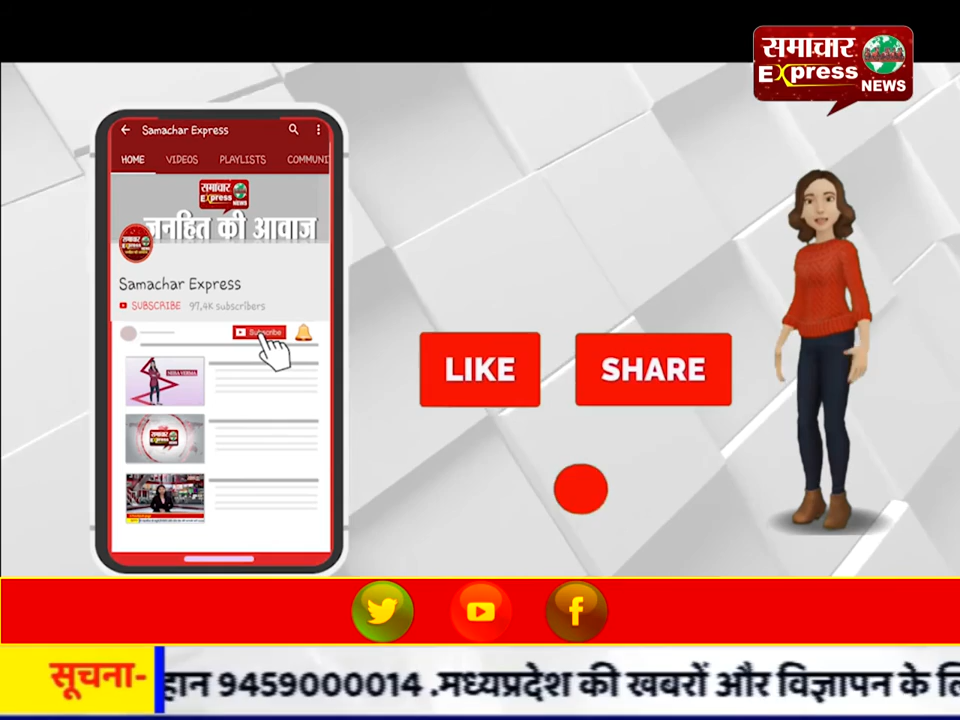 समाचार
Express
NEWS
Samachar Express
HOME VIDEOS PLAYLISTS COMMUNI
समाचार
Express
NEWS
जनहित की आवाज
Samachar Express
SUBSCRIBE 97.4K subscribers
Subscribe
LIKE
SHARE
सूचना-
हान 9459000014 .मध्यप्रदेश की खबरों और विज्ञापन के लि